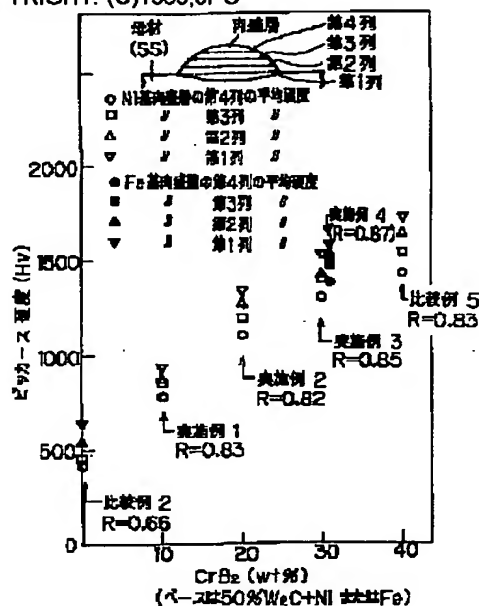 肉盛層
第4列
第3列
第2列
第1列
母材
(SS)
○ Ni基肉盛層の第4列の平均硬度
□ 〃 第3列 〃
△ 〃 第2列 〃
▽ 〃 第1列 〃
● Fe基肉盛層の第4列の平均硬度
■ 〃 第3列 〃
▲ 〃 第2列 〃
▼ 〃 第1列 〃
ビッカース硬度 (HV)
2000
1500
1000
500
0
実施例 4
(R=0.87)
比較例 5
R=0.83
実施例 3
R=0.85
実施例 2
R=0.82
実施例 1
R=0.83
比較例 2
R=0.66
0 10 20 30 40
CrB₂ (wt%)
(ベースは50%W₂C+Ni またはFe)